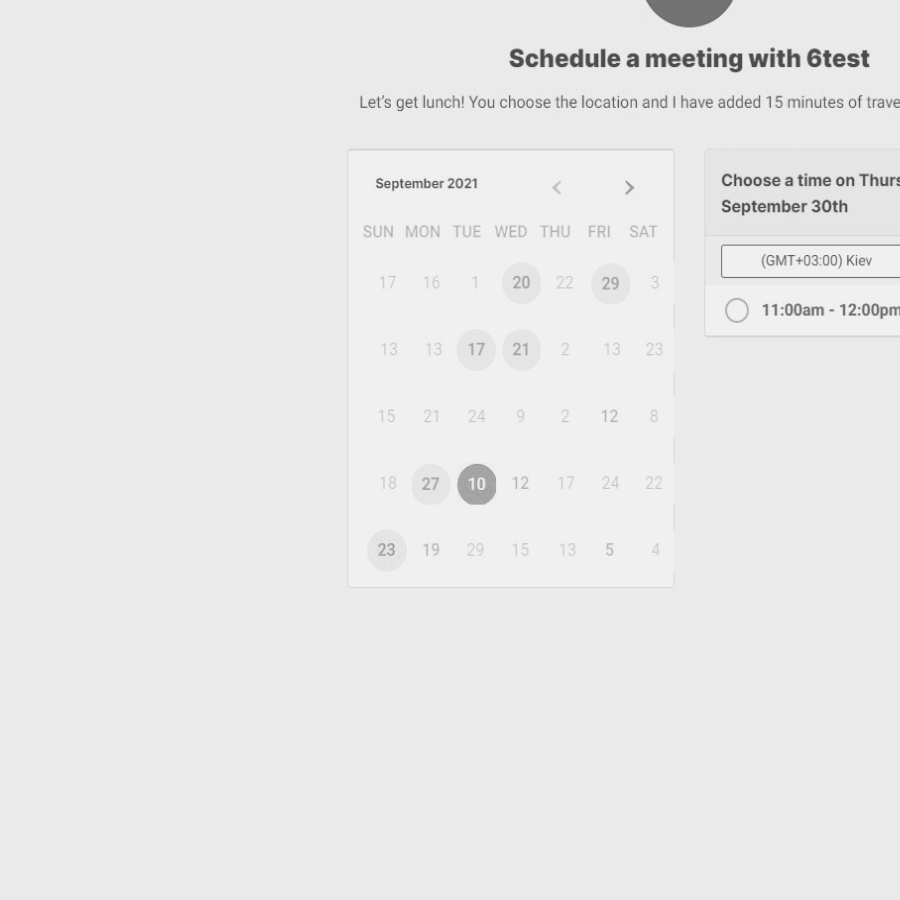 Schedule a meeting with 6test
Let's get lunch! You choose the location and I have added 15 minutes of trave
September 2021
SUN MON TUE WED THU FRI SAT
17 16 1 20 22 29 3
13 13 17 21 2 13 23
15 21 24 9 2 12 8
18 27 10 12 17 24 22
23 19 29 15 13 5 4
Choose a time on Thurs
September 30th
(GMT+03:00) Kiev
11:00am - 12:00pm